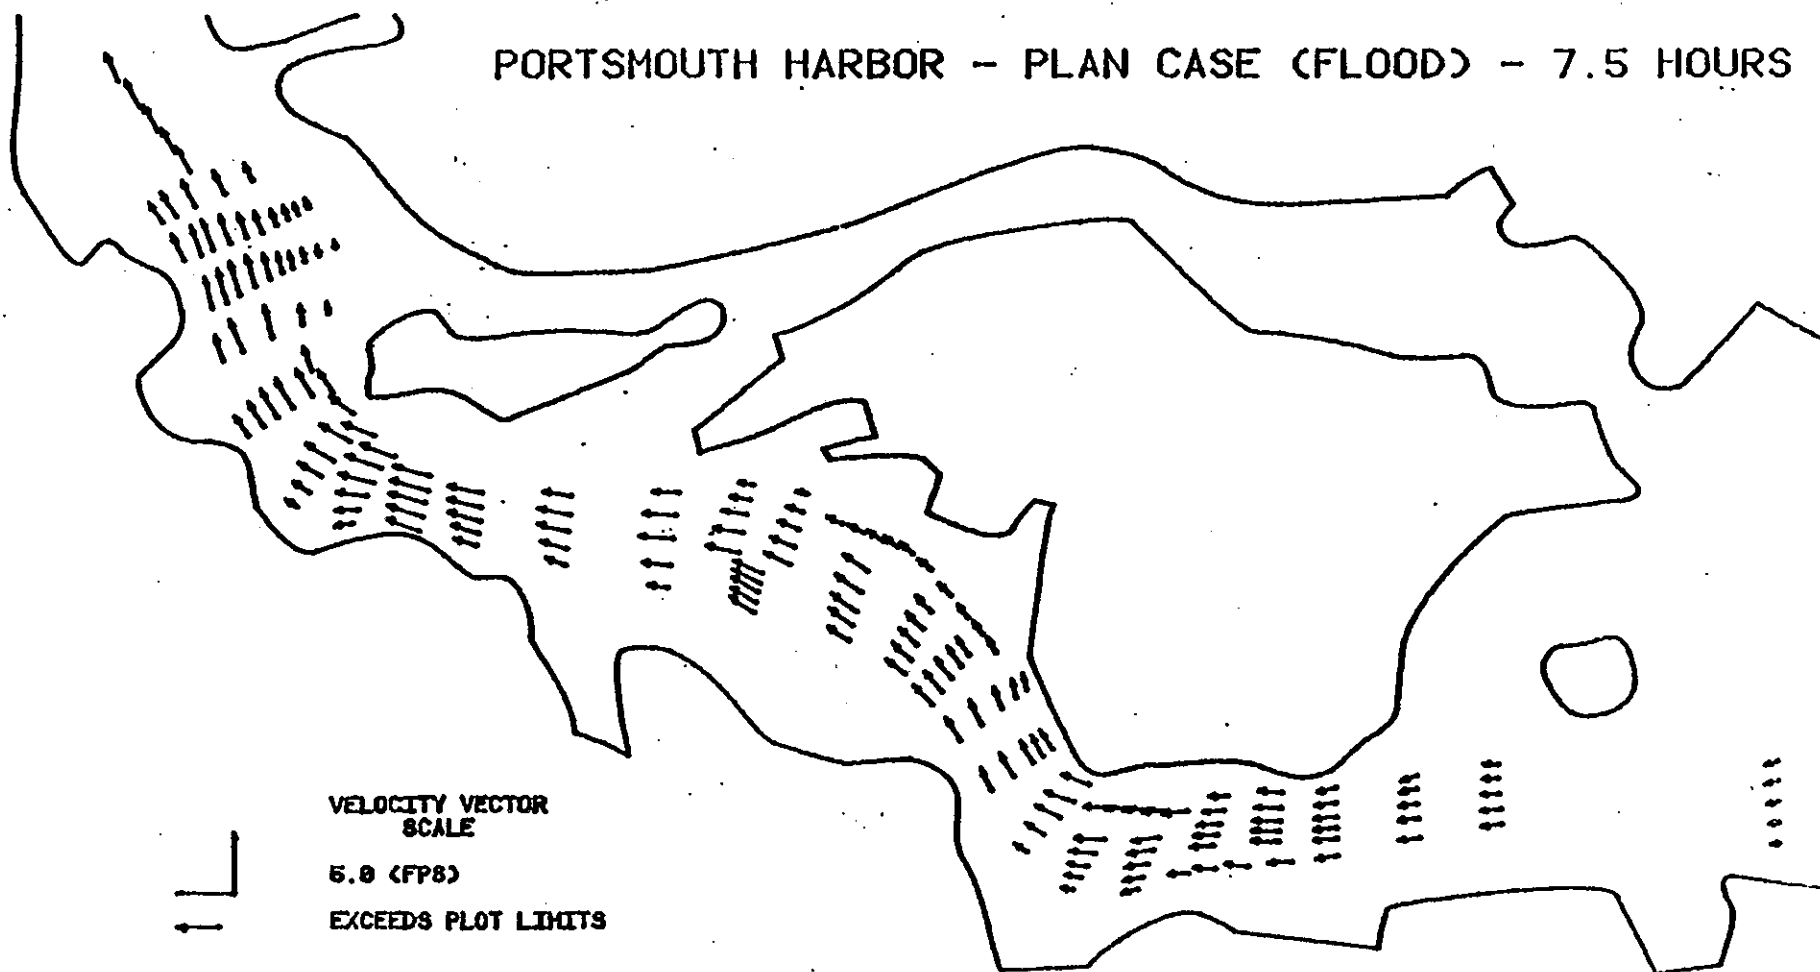 PORTSMOUTH HARBOR - PLAN CASE (FLOOD) - 7.5 HOURS
VELOCITY VECTOR
SCALE
5.0 (FPS)
EXCEEDS PLOT LIMITS